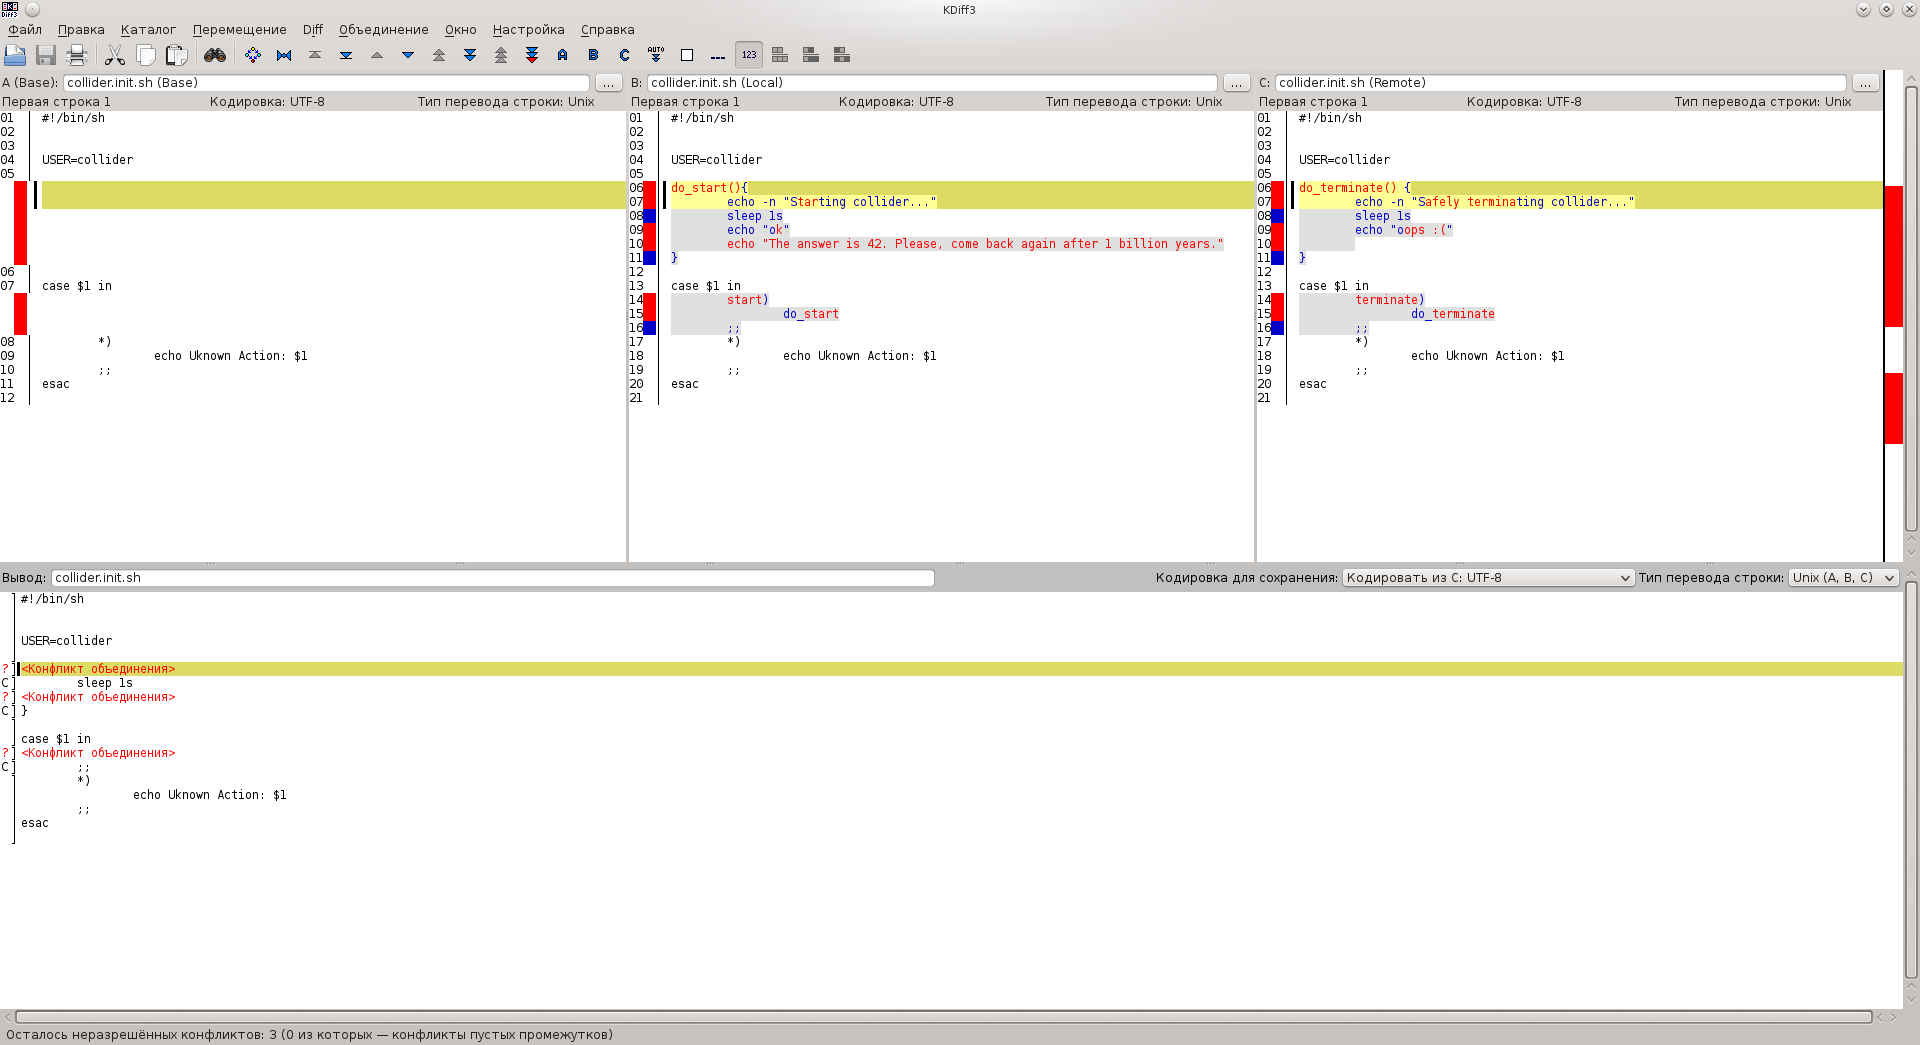 KDiff3
Файл Правка Каталог Перемещение Diff Объединение Окно Настройка Справка
AUTO
A B C 123
A (Base): collider.init.sh (Base) ...
Первая строка 1 Кодировка: UTF-8 Тип перевода строки: Unix
01 #!/bin/sh
02
03
04 USER=collider
05
06
07 case $1 in
08 *)
09 echo Uknown Action: $1
10 ;;
11 esac
12
B: collider.init.sh (Local) ...
Первая строка 1 Кодировка: UTF-8 Тип перевода строки: Unix
01 #!/bin/sh
02
03
04 USER=collider
05
06 do_start(){
07 echo -n "Starting collider..."
08 sleep 1s
09 echo "ok"
10 echo "The answer is 42. Please, come back again after 1 billion years."
11 }
12
13 case $1 in
14 start)
15 do_start
16 ;;
17 *)
18 echo Uknown Action: $1
19 ;;
20 esac
21
C: collider.init.sh (Remote) ...
Первая строка 1 Кодировка: UTF-8 Тип перевода строки: Unix
01 #!/bin/sh
02
03
04 USER=collider
05
06 do_terminate() {
07 echo -n "Safely terminating collider..."
08 sleep 1s
09 echo "oops :("
10
11 }
12
13 case $1 in
14 terminate)
15 do_terminate
16 ;;
17 *)
18 echo Uknown Action: $1
19 ;;
20 esac
21
Вывод: collider.init.sh Кодировка для сохранения: Кодировать из C: UTF-8 Тип перевода строки: Unix (A, B, C)
#!/bin/sh
USER=collider
? <Конфликт объединения>
C sleep 1s
? <Конфликт объединения>
C }
case $1 in
? <Конфликт объединения>
C ;;
*)
echo Uknown Action: $1
;;
esac
Осталось неразрешённых конфликтов: 3 (0 из которых — конфликты пустых промежутков)